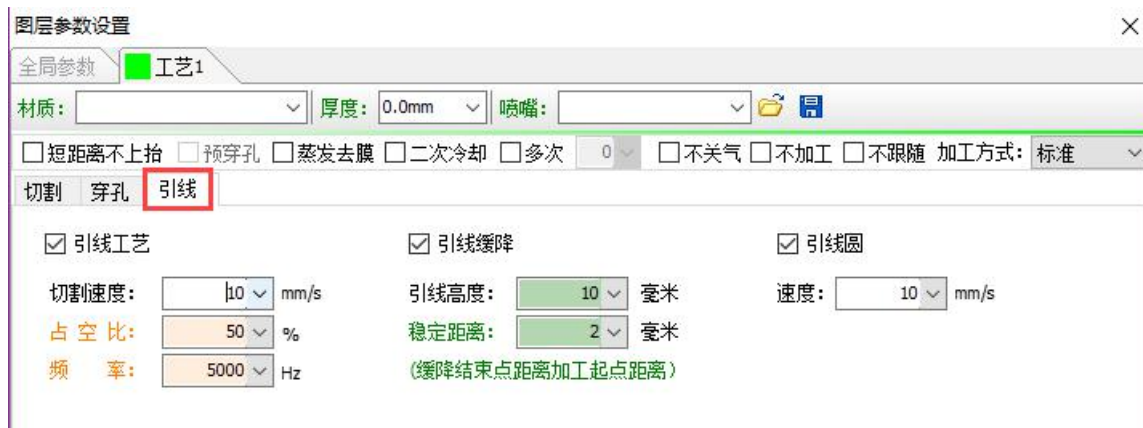 图层参数设置
全局参数 工艺1
材质： 厚度： 0.0mm 喷嘴：
短距离不上抬 预穿孔 蒸发去膜 二次冷却 多次 0 不关气 不加工 不跟随 加工方式： 标准
切割 穿孔 引线
引线工艺 引线缓降 引线圆
切割速度： 10 mm/s 引线高度： 10 毫米 速度： 10 mm/s
占空比： 50 % 稳定距离： 2 毫米
频率： 5000 Hz (缓降结束点距离加工起点距离）